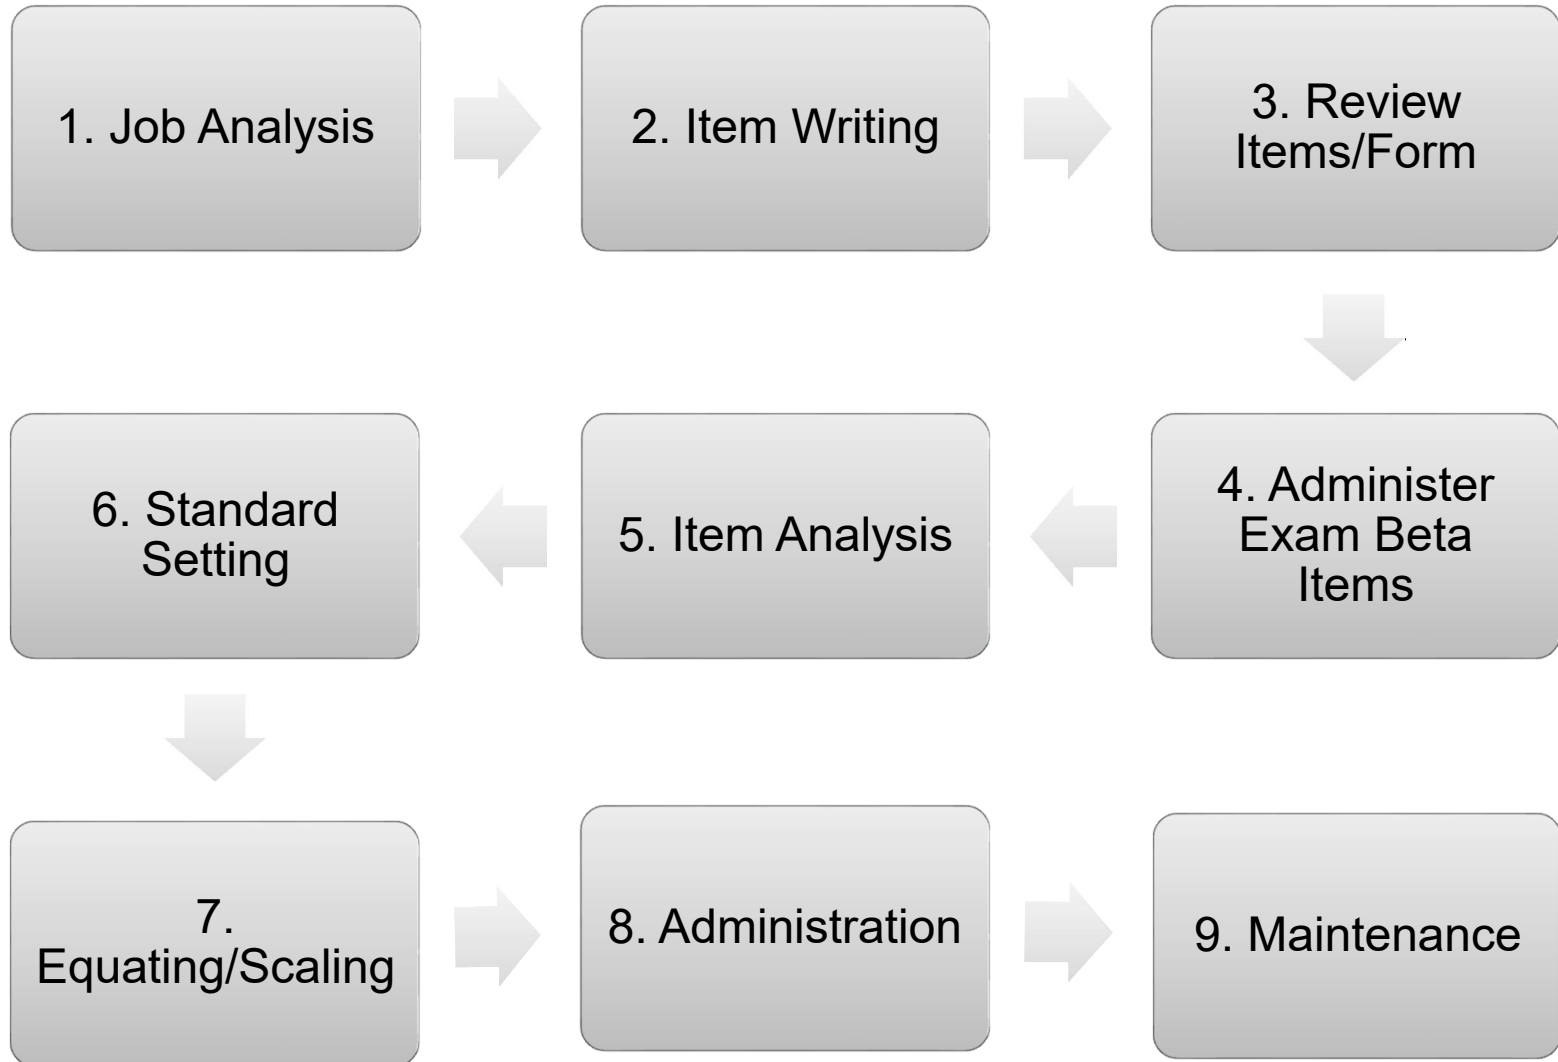 1. Job Analysis
2. Item Writing
3. Review
Items/Form
4. Administer
Exam Beta
Items
5. Item Analysis
6. Standard
Setting
7.
Equating/Scaling
8. Administration
9. Maintenance